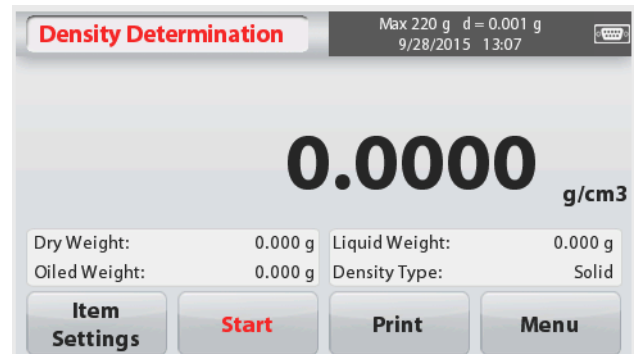 Density Determination
Max 220 g d = 0.001 g
9/28/2015 13:07
0.0000
g/cm3
Dry Weight: 0.000 g
Liquid Weight: 0.000 g
Oiled Weight: 0.000 g
Density Type: Solid
Item
Settings
Start
Print
Menu